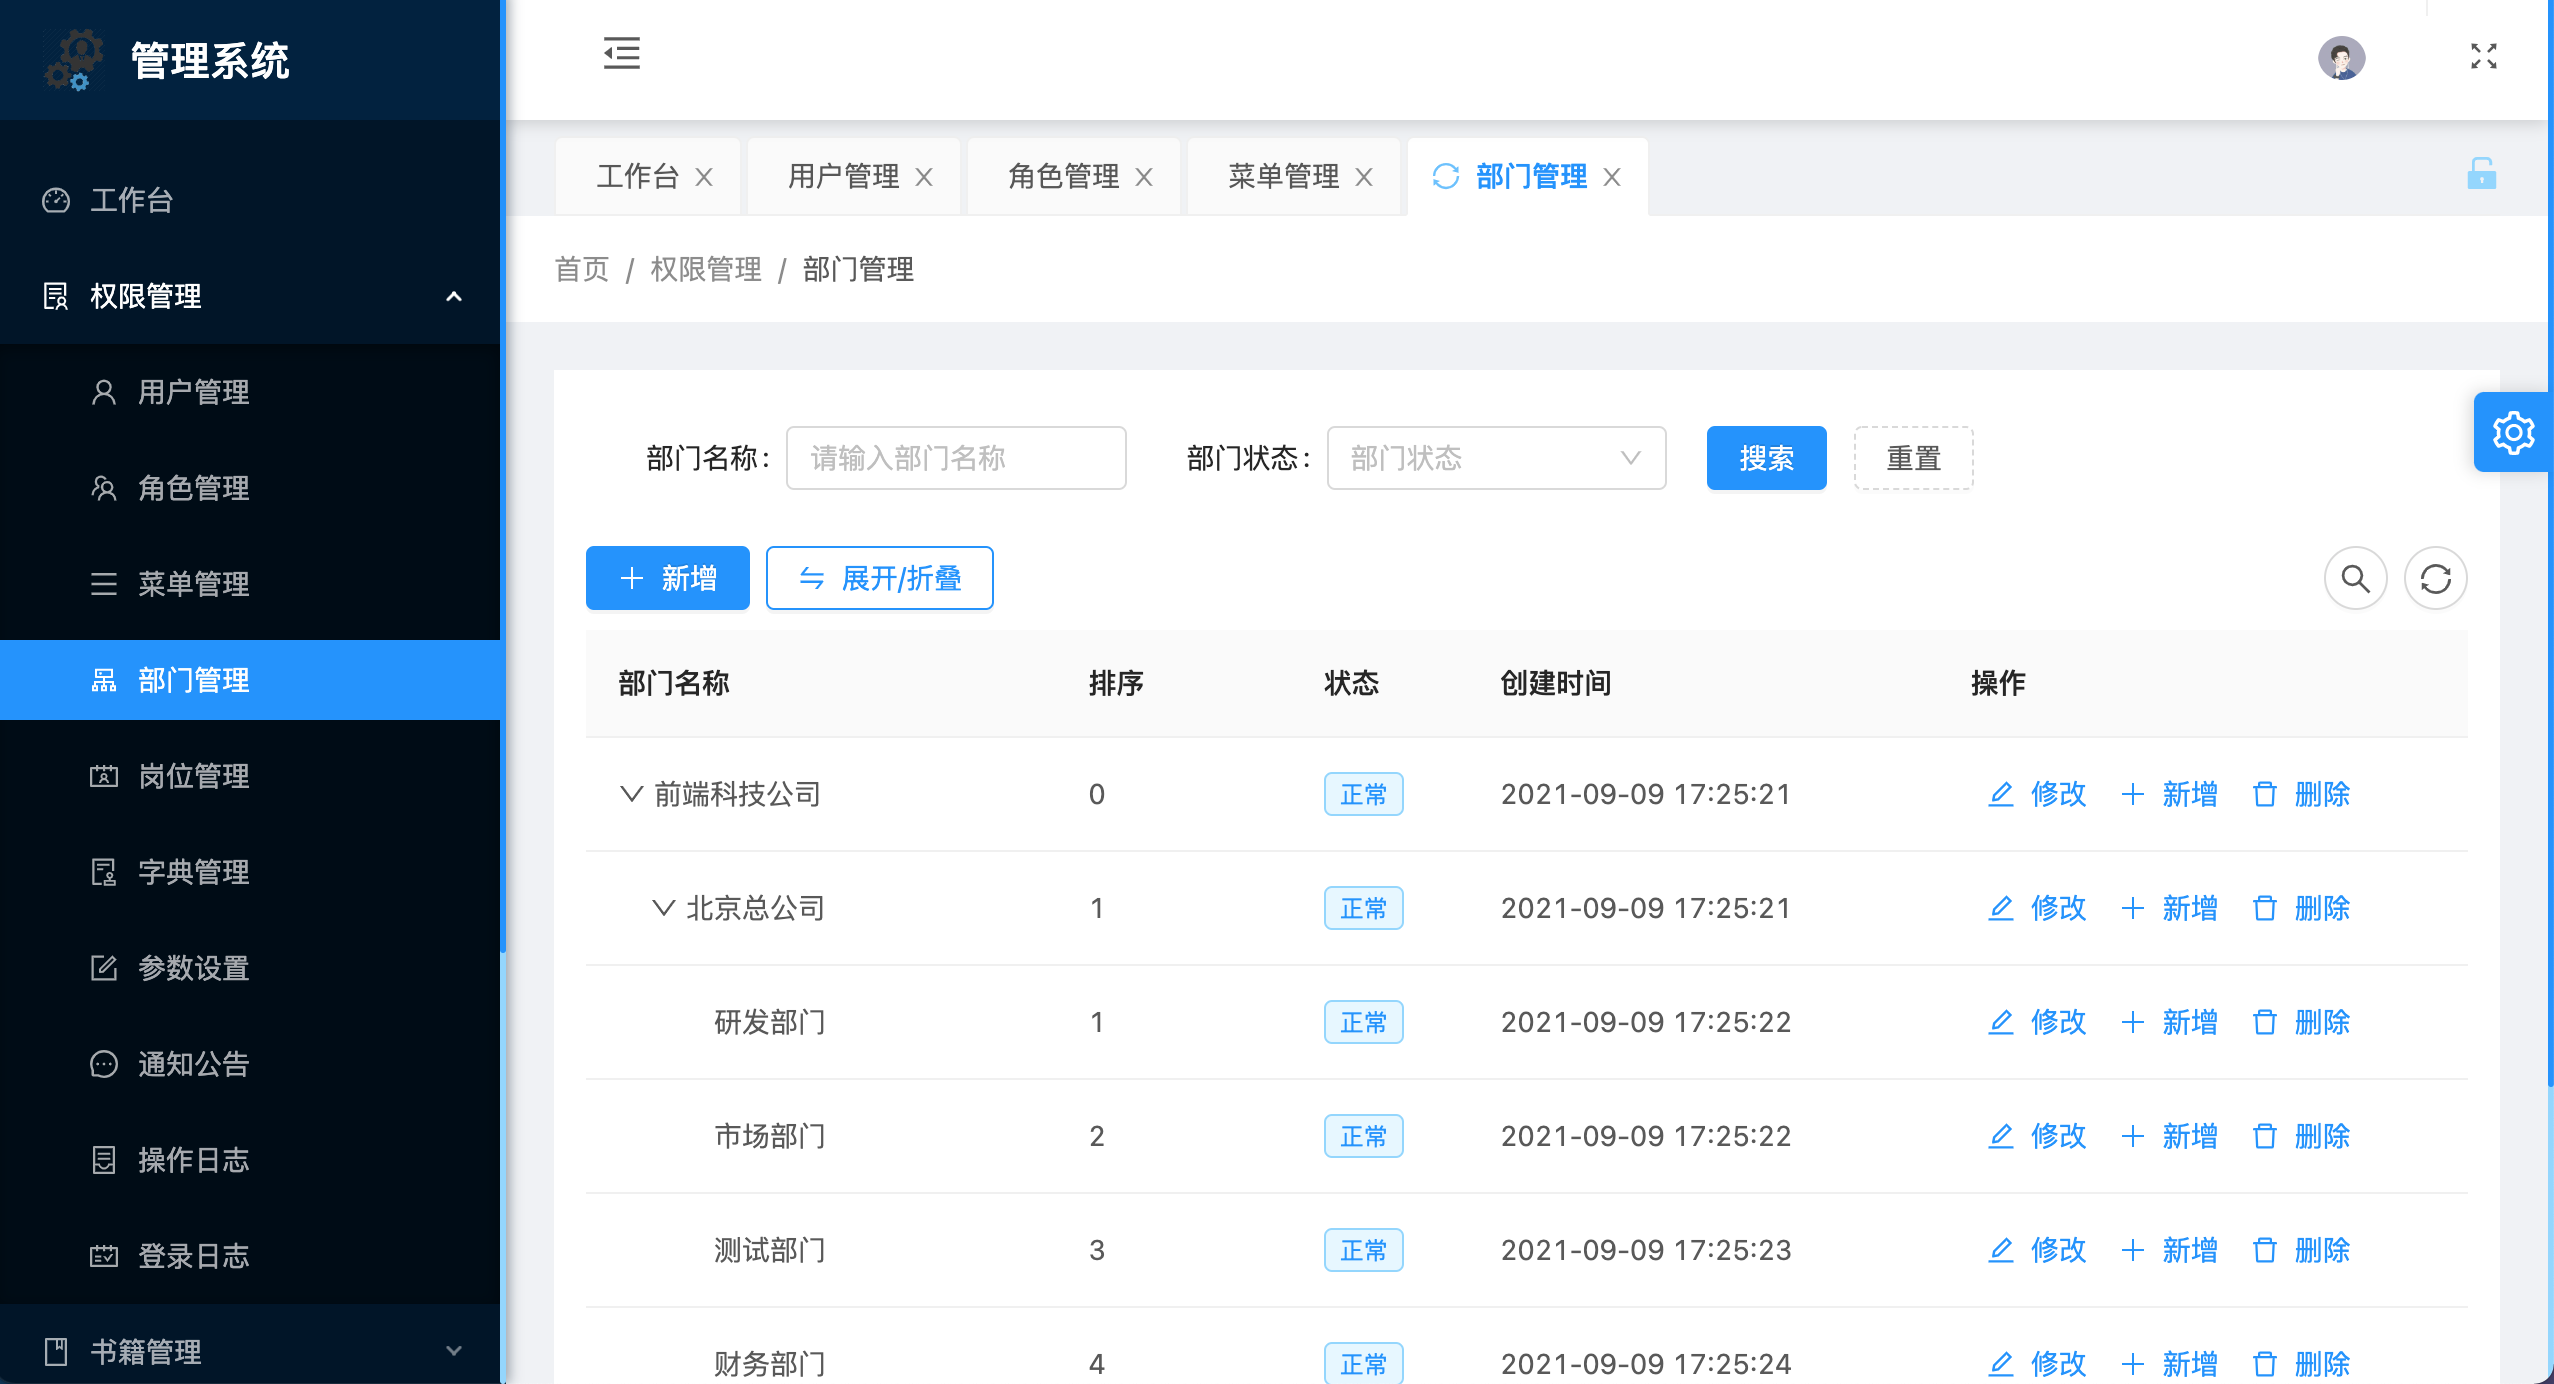 管理系统
工作台
权限管理
用户管理
角色管理
菜单管理
部门管理
岗位管理
字典管理
参数设置
通知公告
操作日志
登录日志
书籍管理
工作台 X 用户管理 X 角色管理 X 菜单管理 X 部门管理 X
首页 / 权限管理 / 部门管理
部门名称: 请输入部门名称 部门状态: 部门状态 搜索 重置
新增 展开/折叠
部门名称 排序 状态 创建时间 操作
前端科技公司 0 正常 2021-09-09 17:25:21 修改 新增 删除
北京总公司 1 正常 2021-09-09 17:25:21 修改 新增 删除
研发部门 1 正常 2021-09-09 17:25:22 修改 新增 删除
市场部门 2 正常 2021-09-09 17:25:22 修改 新增 删除
测试部门 3 正常 2021-09-09 17:25:23 修改 新增 删除
财务部门 4 正常 2021-09-09 17:25:24 修改 新增 删除